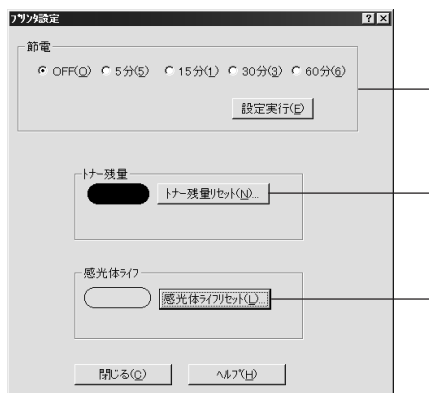 プリンタ設定
節電
OFF(O) 5分(5) 15分(1) 30分(3) 60分(6)
設定実行(E)
トナー残量
トナー残量リセット(N)...
感光体ライフ
感光体ライフリセット(L)...
閉じる(C) ヘルプ(H)